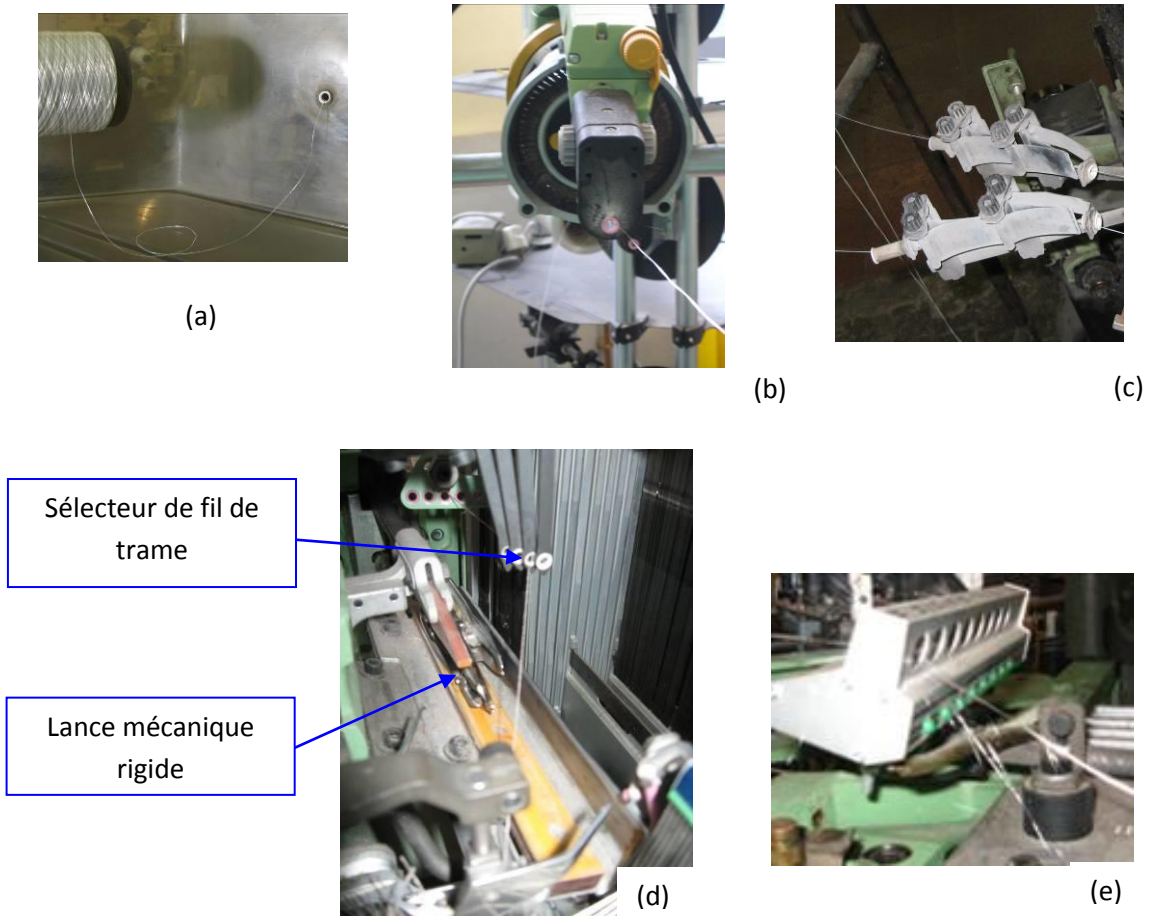 (a)
(b)
(c)
Sélecteur de fil de
trame
Lance mécanique
rigide
(d)
(e)